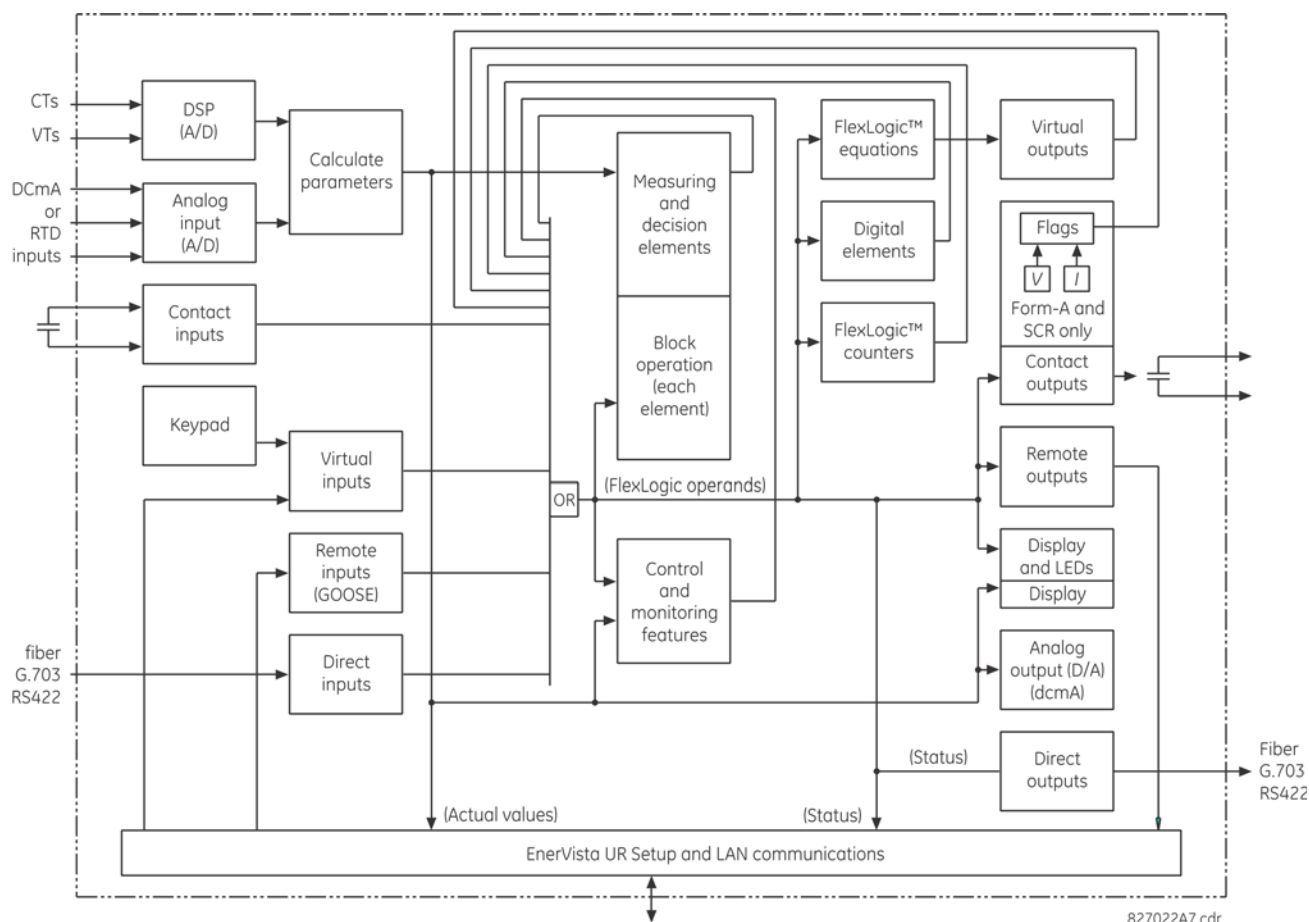 CTs
VTs
DSP
(A/D)
DCmA
or
RTD
inputs
Analog
input
(A/D)
Calculate
parameters
Contact
inputs
Keypad
Virtual
inputs
Remote
inputs
(GOOSE)
fiber
G.703
RS422
Direct
inputs
OR
Measuring
and
decision
elements
Block
operation
(each
element)
(FlexLogic operands)
Control
and
monitoring
features
FlexLogic™
equations
Digital
elements
FlexLogic™
counters
Virtual
outputs
Flags
V
I
Form-A and
SCR only
Contact
outputs
Remote
outputs
Display
and LEDs
Display
Analog
output (D/A)
(dcmA)
(Status)
Direct
outputs
Fiber
G.703
RS422
(Actual values)
(Status)
EnerVista UR Setup and LAN communications
827022A7.cdr